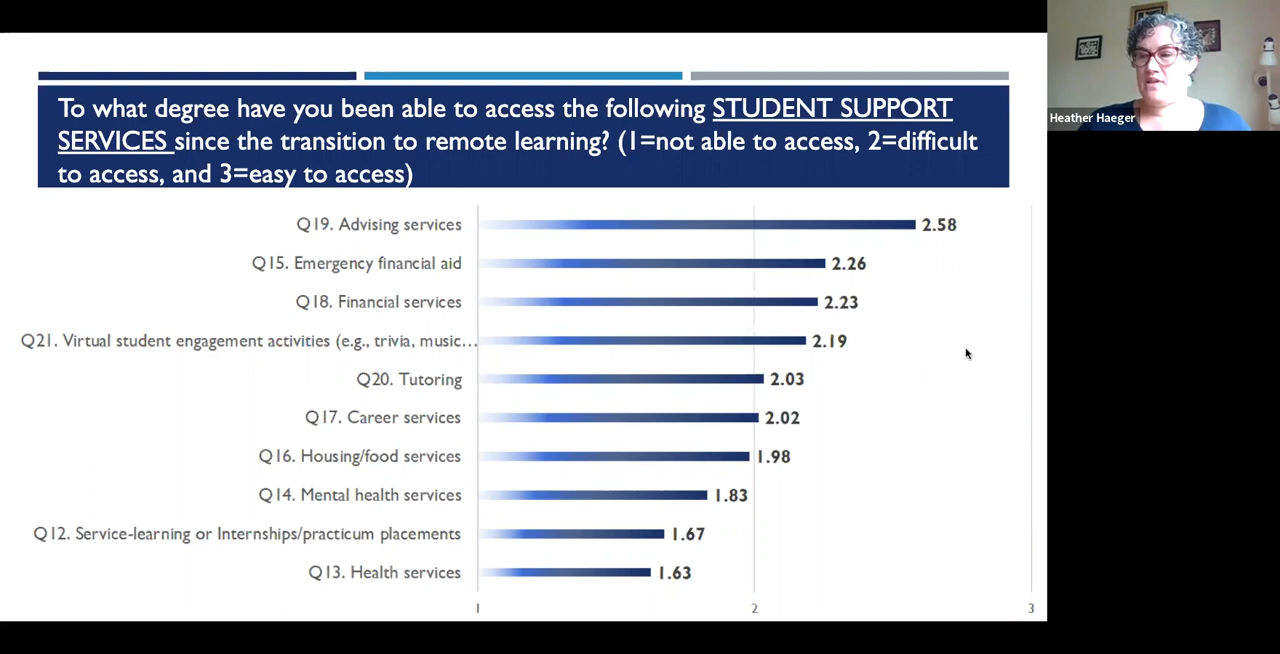 To what degree have you been able to access the following STUDENT SUPPORT
SERVICES since the transition to remote learning? (1=not able to access, 2=difficult
to access, and 3=easy to access)
Heather Haeger
Q19. Advising services 2.58
Q15. Emergency financial aid 2.26
Q18. Financial services 2.23
Q21. Virtual student engagement activities (e.g., trivia, music… 2.19
Q20. Tutoring 2.03
Q17. Career services 2.02
Q16. Housing/food services 1.98
Q14. Mental health services 1.83
Q12. Service-learning or Internships/practicum placements 1.67
Q13. Health services 1.63
1 2 3